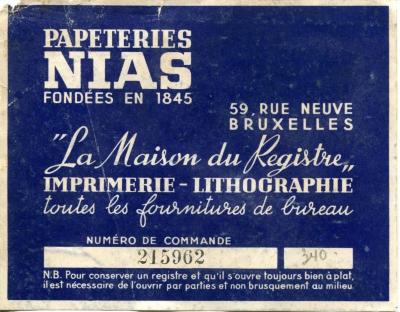 PAPETERIES
NIAS
FONDÉES EN 1845
59, RUE NEUVE
BRUXELLES
"La Maison du Registre„
IMPRIMERIE - LITHOGRAPHIE
toutes les fournitures de bureau
NUMÉRO DE COMMANDE
215962
340.
N.B. Pour conserver un registre et qu'il s'ouvre toujours bien à plat,
il est nécessaire de l'ouvrir par parties et non brusquement au milieu